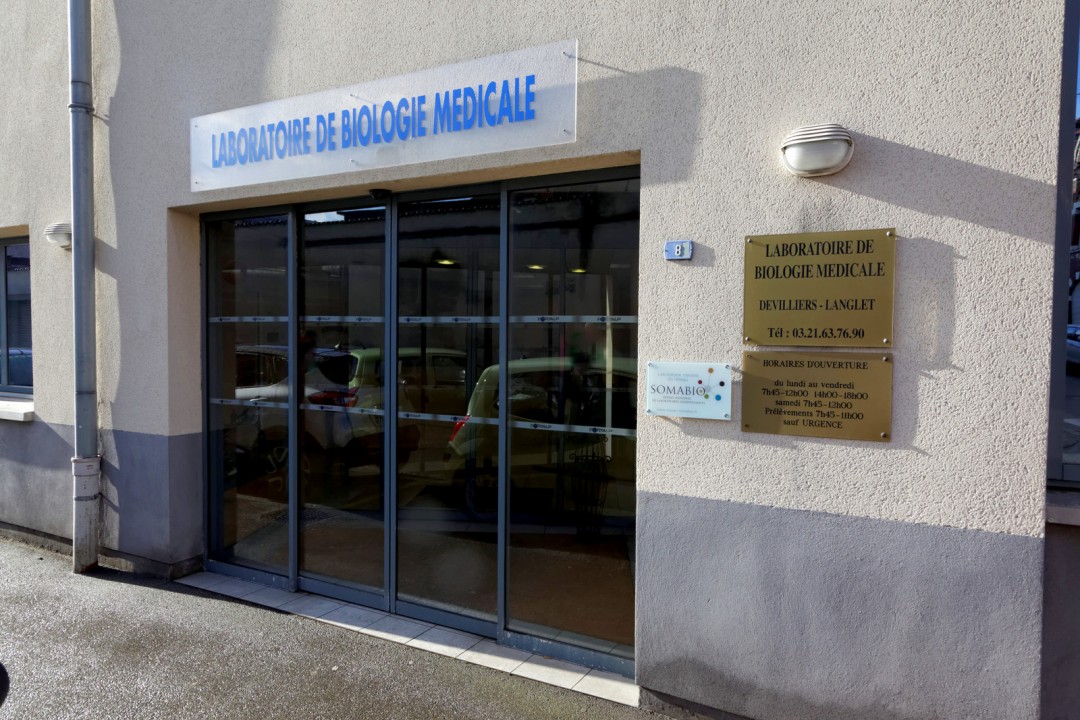 LABORATOIRE DE BIOLOGIE MEDICALE
8
LABORATOIRE DE
BIOLOGIE MEDICALE
DEVILLIERS - LANGLET
Tél : 03.21.63.76.90
SOMABIO
HORAIRES D'OUVERTURE
du lundi au vendredi
7h45-12h00 14h00-18h00
samedi 7h45-13h00
Prélèvements 7h45-11h00
sauf URGENCE